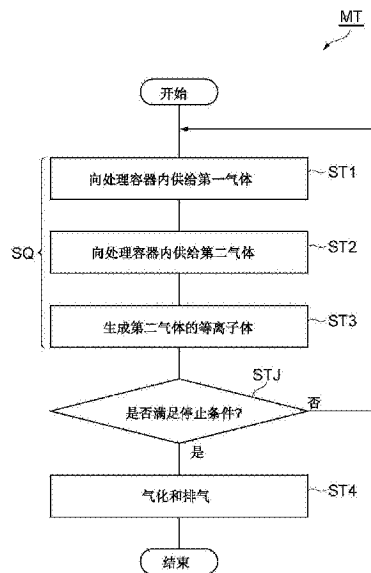 MT
开始
向处理容器内供给第一气体
ST1
SQ
向处理容器内供给第二气体
ST2
生成第二气体的等离子体
ST3
STJ
是否满足停止条件?
否
是
气化和排气
ST4
结束